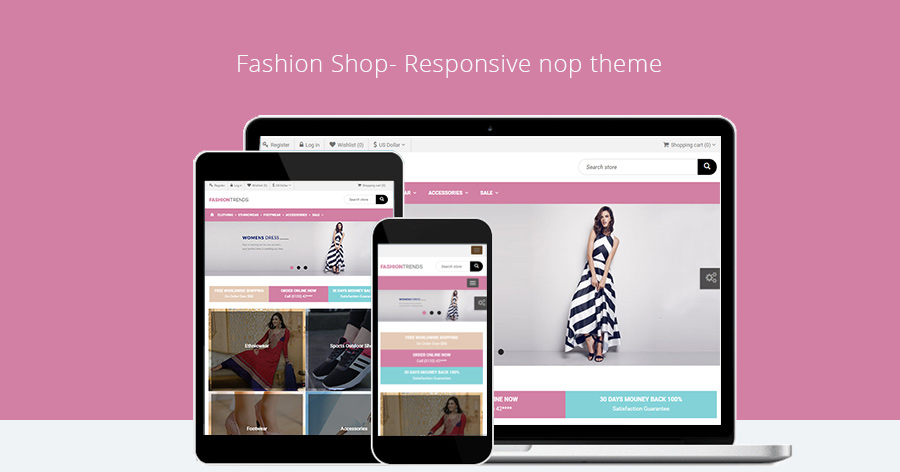 Fashion Shop- Responsive nop theme
Register Log in Wishlist (0) $ US Dollar
Shopping cart (0)
Search store
AR ACCESSORIES SALE
NE NOW
42****
30 DAYS MOUNEY BACK 100%
Satisfaction Guarantee
Register Log in Wishlist (0) $ US Dollar
Shopping cart (0)
FASHIONTRENDS
Search store
CLOTHING ETHNICWEAR FOOTWEAR ACCESSORIES SALE
WOMENS DRESS
FREE WORLDWIDE SHIPPING
On Order Over $99
ORDER ONLINE NOW
Call (0123) 42****
30 DAYS MOUNEY BACK
Satisfaction Guarantee
Ethnicwear
Sports Outdoor Sh
Footwear
Accessories
FASHIONTRENDS
Search store
WOMENS DRESS
FREE WORLDWIDE SHIPPING
On Order Over $99
ORDER ONLINE NOW
Call (0123) 42****
30 DAYS MOUNEY BACK 100%
Satisfaction Guarantee